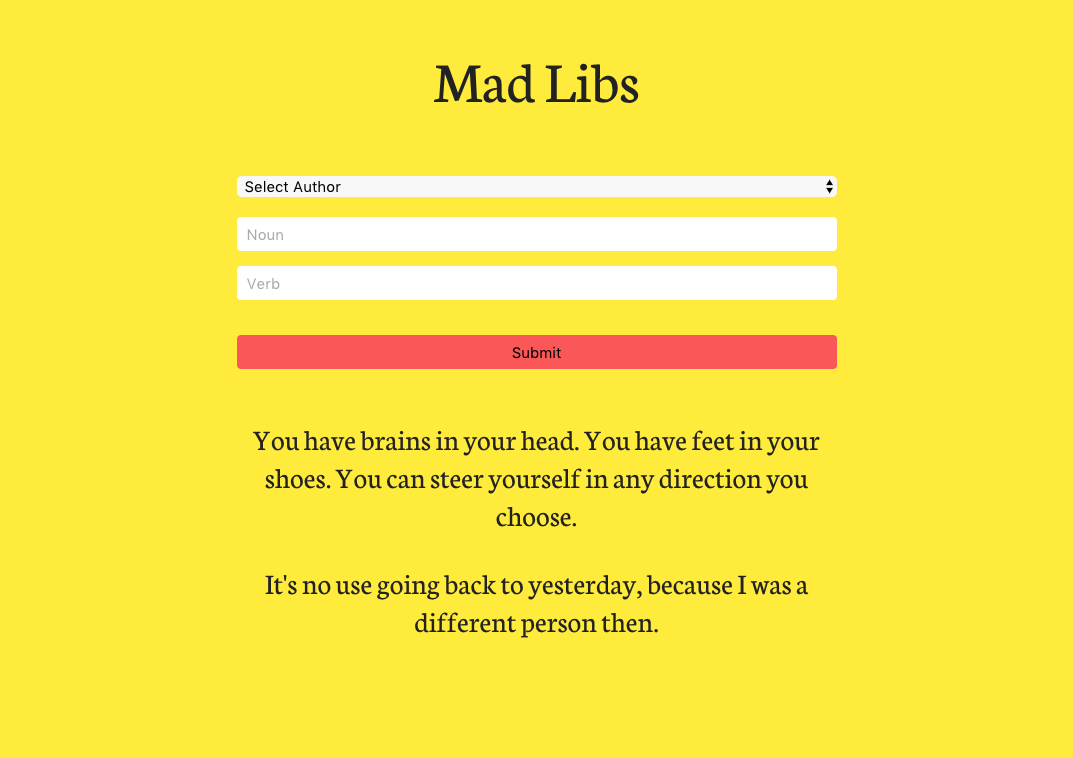 Mad Libs
Select Author
Noun
Verb
Submit
You have brains in your head. You have feet in your
shoes. You can steer yourself in any direction you
choose.
It's no use going back to yesterday, because I was a
different person then.